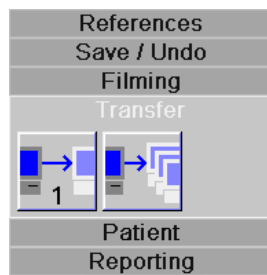 References
Save / Undo
Filming
Transfer
1
Patient
Reporting